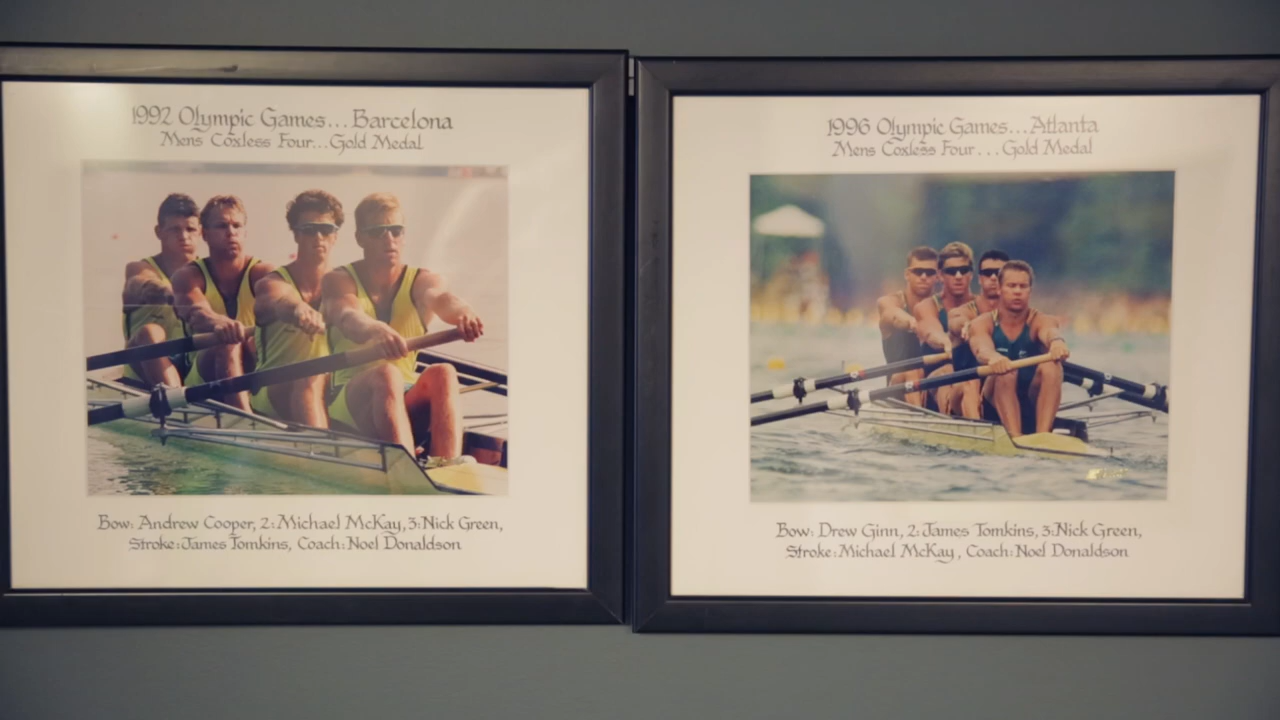 1992 Olympic Games...Barcelona
Mens Coxless Four...Gold Medal
Bow: Andrew Cooper, 2: Michael McKay, 3: Nick Green,
Stroke: James Tomkins, Coach: Noel Donaldson
1996 Olympic Games...Atlanta
Mens Coxless Four...Gold Medal
Bow: Drew Ginn, 2: James Tomkins, 3: Nick Green,
Stroke: Michael McKay, Coach: Noel Donaldson